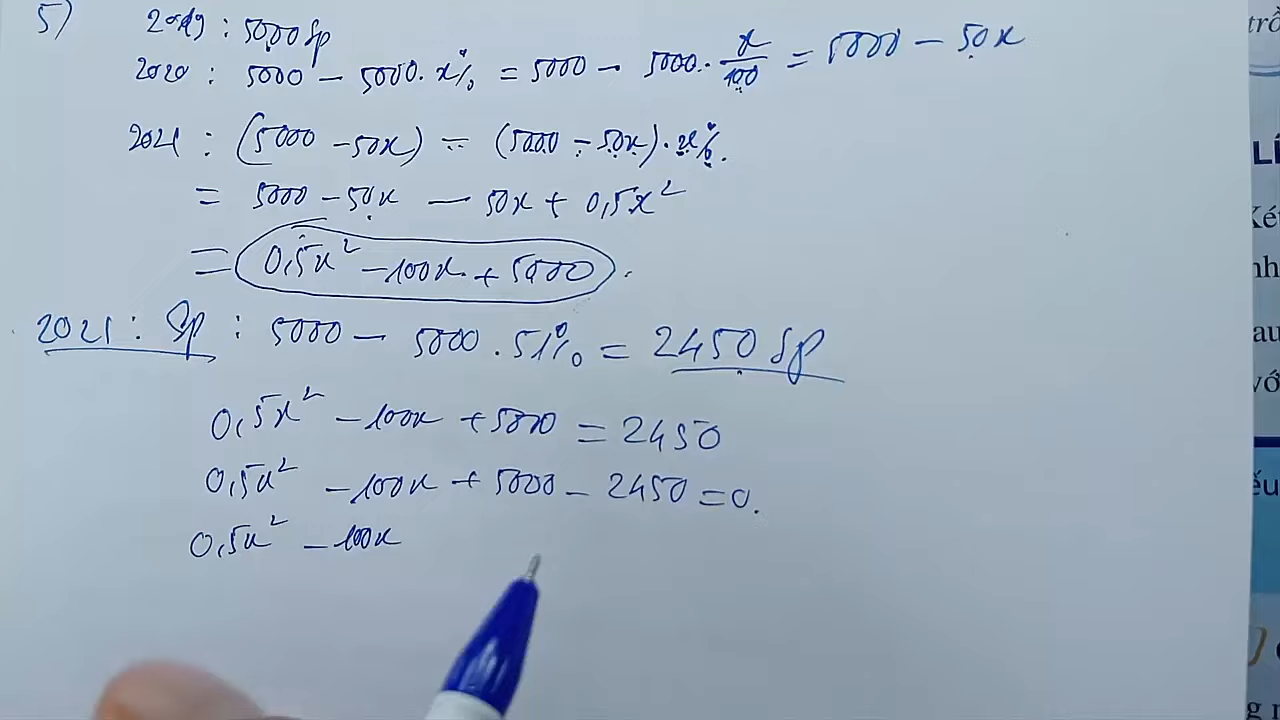 5) 2019 : 5000 Sp
2020 : 5000 - 5000 . x% = 5000 - 5000 . x/100 = 5000 - 50x
2021 : (5000 - 50x) - (5000 - 50x) . x%.
= 5000 - 50x - 50x + 0,5x²
= 0,5x² - 100x + 5000.
2021 : Sp : 5000 - 5000 . 51% = 2450 Sp
0,5x² - 100x + 5000 = 2450
0,5x² - 100x + 5000 - 2450 = 0.
0,5x² - 100x